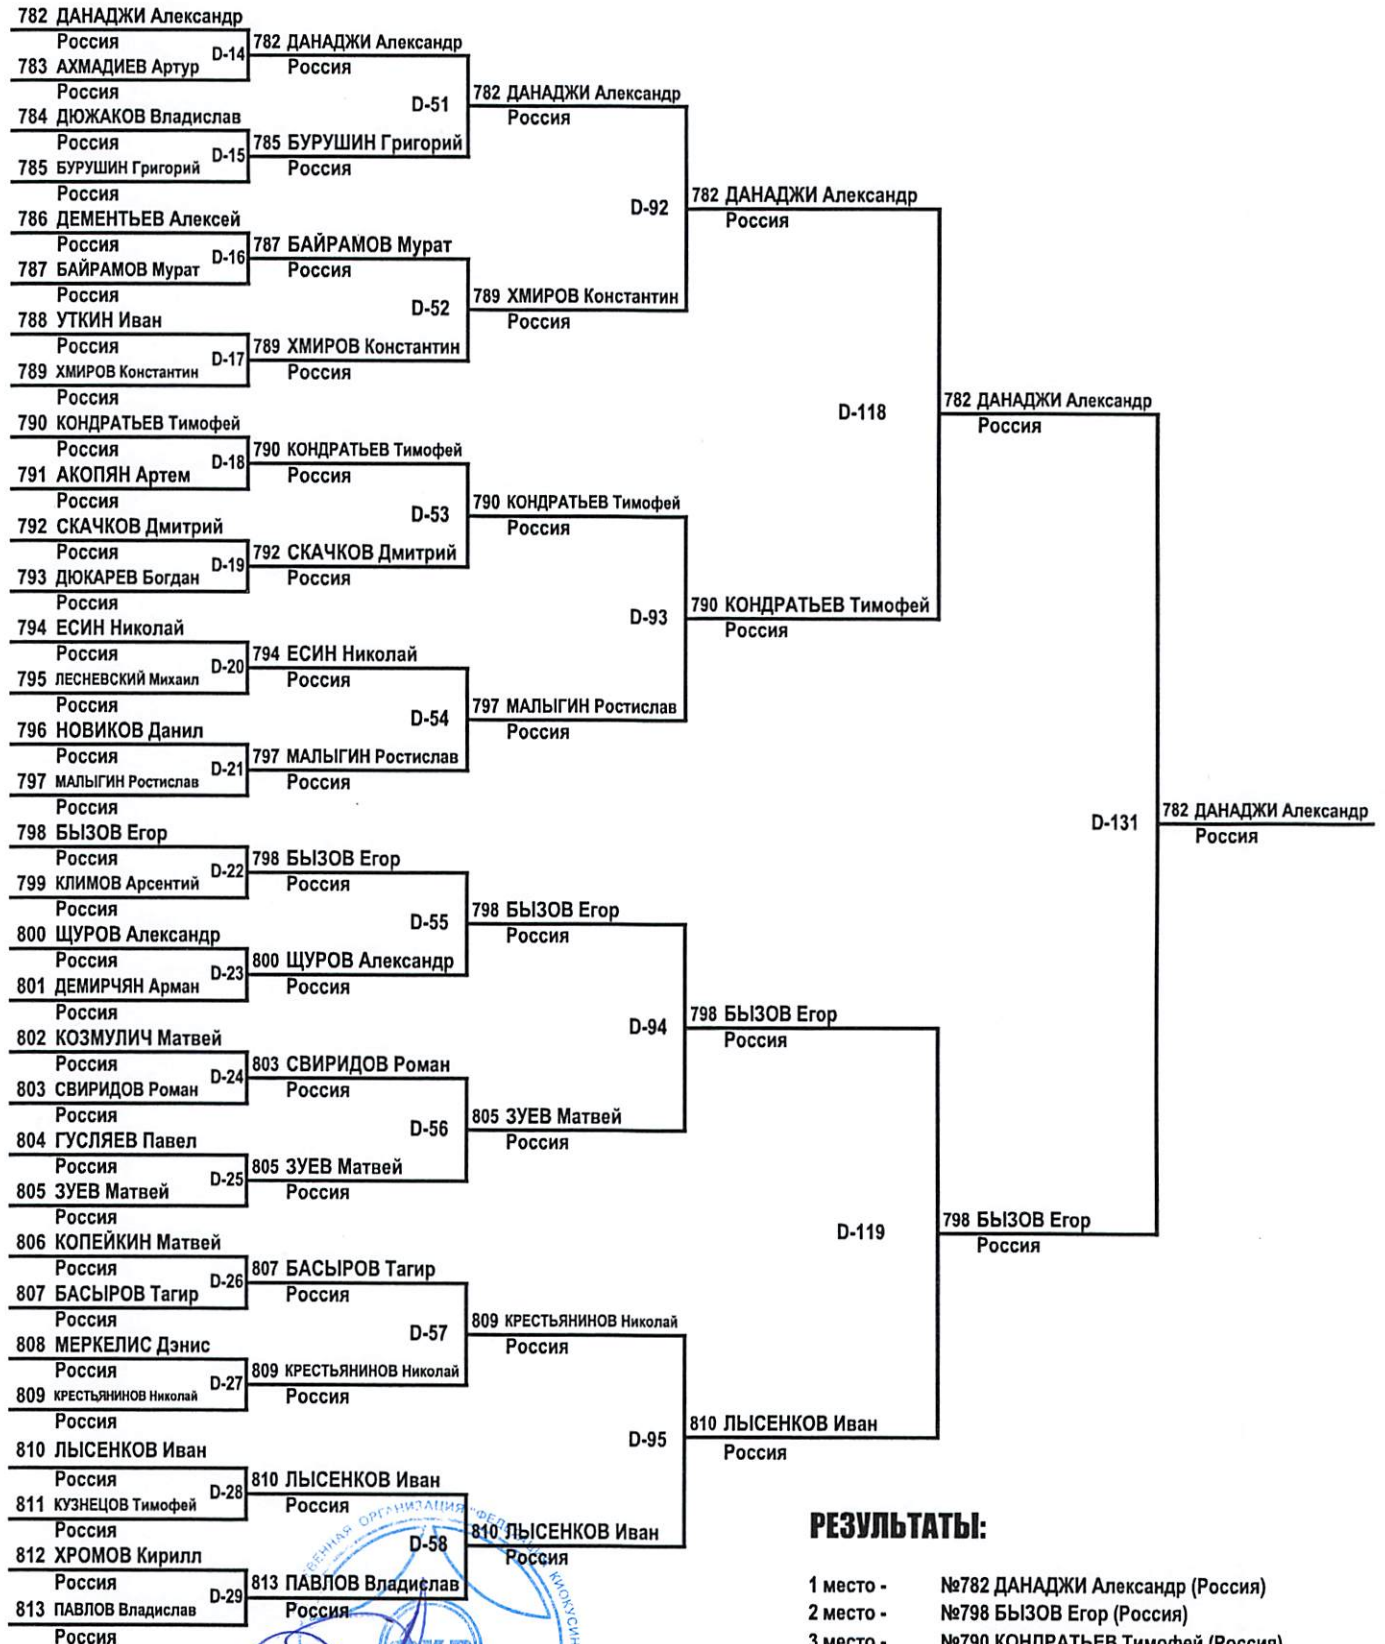 782 ДАНАДЖИ Александр
Россия
D-14
783 АХМАДИЕВ Артур
Россия
784 ДЮЖАКОВ Владислав
Россия
D-15
785 БУРУШИН Григорий
Россия
786 ДЕМЕНТЬЕВ Алексей
Россия
D-16
787 БАЙРАМОВ Мурат
Россия
788 УТКИН Иван
Россия
D-17
789 ХМИРОВ Константин
Россия
790 КОНДРАТЬЕВ Тимофей
Россия
D-18
791 АКОПЯН Артем
Россия
792 СКАЧКОВ Дмитрий
Россия
D-19
793 ДЮКАРЕВ Богдан
Россия
794 ЕСИН Николай
Россия
D-20
795 ЛЕСНЕВСКИЙ Михаил
Россия
796 НОВИКОВ Данил
Россия
D-21
797 МАЛЫГИН Ростислав
Россия
798 БЫЗОВ Егор
Россия
D-22
799 КЛИМОВ Арсентий
Россия
800 ЩУРОВ Александр
Россия
D-23
801 ДЕМИРЧЯН Арман
Россия
802 КОЗМУЛИЧ Матвей
Россия
D-24
803 СВИРИДОВ Роман
Россия
804 ГУСЛЯЕВ Павел
Россия
D-25
805 ЗУЕВ Матвей
Россия
806 КОПЕЙКИН Матвей
Россия
D-26
807 БАСЫРОВ Тагир
Россия
808 МЕРКЕЛИС Дэнис
Россия
D-27
809 КРЕСТЬЯНИНОВ Николай
Россия
810 ЛЫСЕНКОВ Иван
Россия
D-28
811 КУЗНЕЦОВ Тимофей
Россия
812 ХРОМОВ Кирилл
Россия
D-29
813 ПАВЛОВ Владислав
Россия
782 ДАНАДЖИ Александр
Россия
D-51
785 БУРУШИН Григорий
Россия
787 БАЙРАМОВ Мурат
Россия
D-52
789 ХМИРОВ Константин
Россия
790 КОНДРАТЬЕВ Тимофей
Россия
D-53
792 СКАЧКОВ Дмитрий
Россия
794 ЕСИН Николай
Россия
D-54
797 МАЛЫГИН Ростислав
Россия
798 БЫЗОВ Егор
Россия
D-55
800 ЩУРОВ Александр
Россия
803 СВИРИДОВ Роман
Россия
D-56
805 ЗУЕВ Матвей
Россия
807 БАСЫРОВ Тагир
Россия
D-57
809 КРЕСТЬЯНИНОВ Николай
Россия
810 ЛЫСЕНКОВ Иван
Россия
D-58
813 ПАВЛОВ Владислав
Россия
782 ДАНАДЖИ Александр
Россия
D-92
789 ХМИРОВ Константин
Россия
790 КОНДРАТЬЕВ Тимофей
Россия
D-93
797 МАЛЫГИН Ростислав
Россия
798 БЫЗОВ Егор
Россия
D-94
805 ЗУЕВ Матвей
Россия
809 КРЕСТЬЯНИНОВ Николай
Россия
D-95
810 ЛЫСЕНКОВ Иван
Россия
782 ДАНАДЖИ Александр
Россия
D-118
790 КОНДРАТЬЕВ Тимофей
Россия
798 БЫЗОВ Егор
Россия
D-119
810 ЛЫСЕНКОВ Иван
Россия
782 ДАНАДЖИ Александр
Россия
D-131
798 БЫЗОВ Егор
Россия
782 ДАНАДЖИ Александр
Россия
РЕЗУЛЬТАТЫ:
1 место - №782 ДАНАДЖИ Александр (Россия)
2 место - №798 БЫЗОВ Егор (Россия)
3 место - №790 КОНДРАТЬЕВ Тимофей (Россия)
ОРГАНИЗАЦИЯ